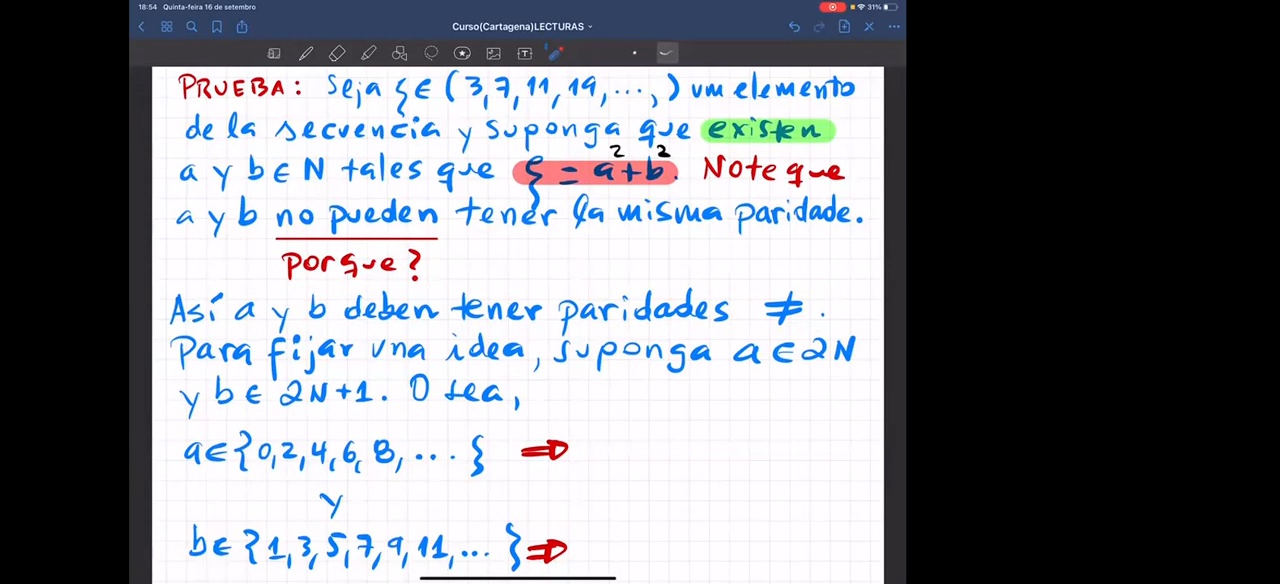 18:54 Quinta-feira 16 de setembro
31%
Curso(Cartagena)LECTURAS
PRUEBA: Seja ξ ∈ (3, 7, 11, 19, ..., ) um elemento
de la secuencia y suponga que existen
a y b ∈ N tales que ξ = a² + b². Note que
a y b no pueden tener la misma paridade.
porque?
Así a y b deben tener paridades ≠.
Para fijar una idea, suponga a ∈ 2N
y b ∈ 2N+1. O sea,
a ∈ {0, 2, 4, 6, 8, ... } ⇒
y
b ∈ {1, 3, 5, 7, 9, 11, ... } ⇒